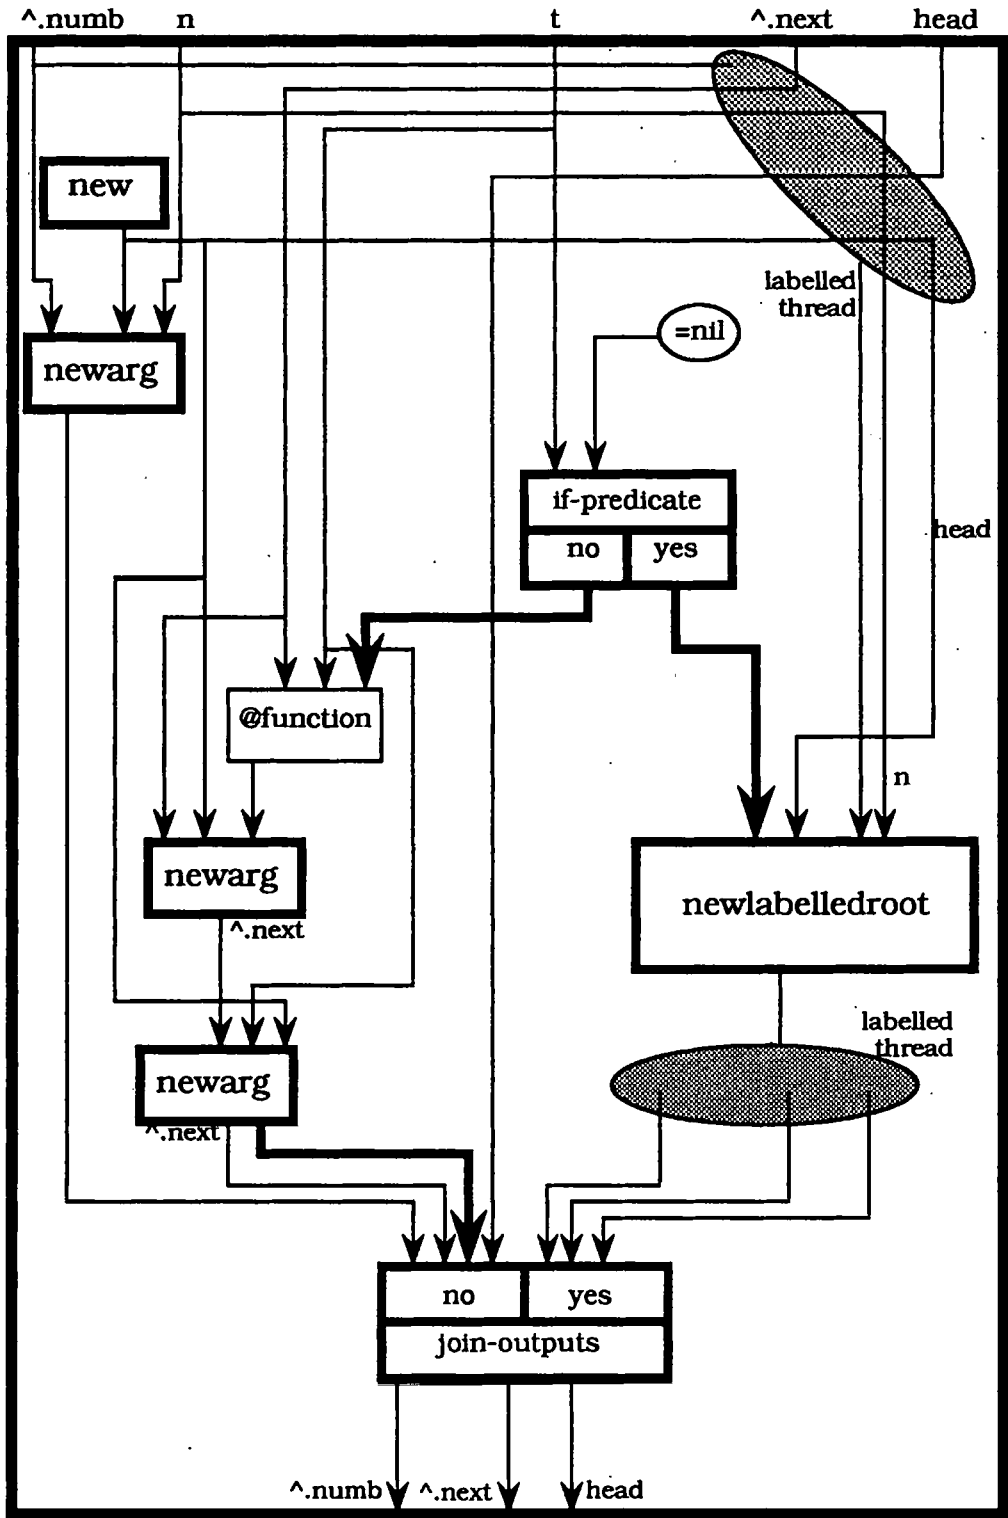 ^.numb n t ^.next head
new
labelled
thread
=nil
newarg
if-predicate
no yes
head
@function
n
newarg
newlabelledroot
^.next
labelled
thread
newarg
^.next
no yes
join-outputs
^.numb ^.next head